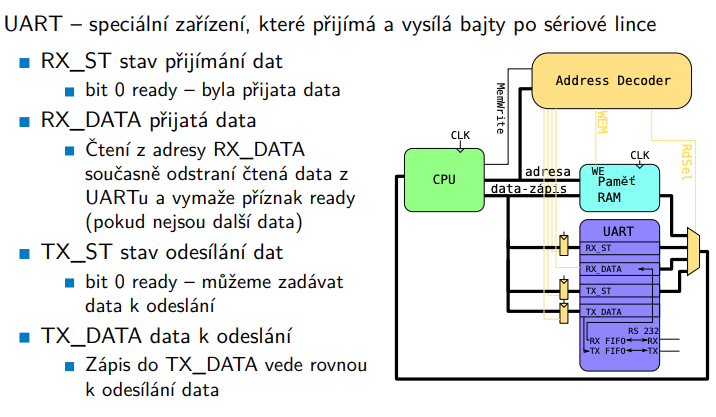 UART – speciální zařízení, které přijímá a vysílá bajty po sériové lince
RX_ST stav přijímání dat
bit 0 ready – byla přijata data
RX_DATA přijatá data
Čtení z adresy RX_DATA
současně odstraní čtená data z
UARTu a vymaže příznak ready
(pokud nejsou další data)
TX_ST stav odesílání dat
bit 0 ready – můžeme zadávat
data k odeslání
TX_DATA data k odeslání
Zápis do TX_DATA vede rovnou
k odesílání data
Address Decoder
MemWrite
WEM
RdSel
CLK
CPU
adresa
data-zápis
CLK
WE
Paměť
RAM
UART
RX_ST
RX_DATA
TX_ST
TX_DATA
RS 232
RX FIFO RX
TX FIFO TX